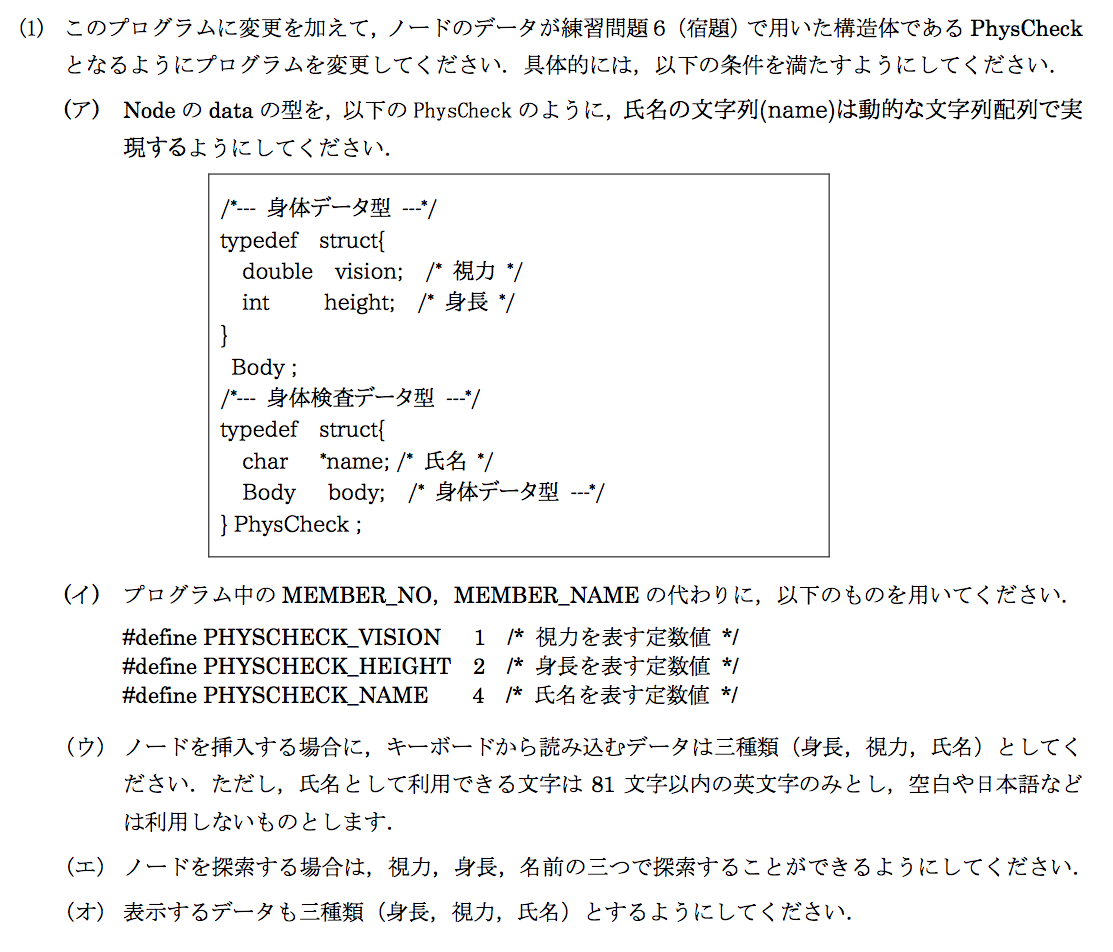 (1) このプログラムに変更を加えて，ノードのデータが練習問題６（宿題）で用いた構造体である PhysCheck
となるようにプログラムを変更してください．具体的には，以下の条件を満たすようにしてください．
(ア) Node の data の型を，以下の PhysCheck のように，氏名の文字列(name)は動的な文字列配列で実
現するようにしてください．
/*--- 身体データ型 ---*/
typedef struct{
double vision; /* 視力 */
int height; /* 身長 */
}
Body ;
/*--- 身体検査データ型 ---*/
typedef struct{
char *name; /* 氏名 */
Body body; /* 身体データ型 ---*/
} PhysCheck ;
(イ) プログラム中の MEMBER_NO，MEMBER_NAME の代わりに，以下のものを用いてください．
#define PHYSCHECK_VISION 1 /* 視力を表す定数値 */
#define PHYSCHECK_HEIGHT 2 /* 身長を表す定数値 */
#define PHYSCHECK_NAME 4 /* 氏名を表す定数値 */
（ウ） ノードを挿入する場合に，キーボードから読み込むデータは三種類（身長，視力，氏名）としてく
ださい．ただし，氏名として利用できる文字は 81 文字以内の英文字のみとし，空白や日本語など
は利用しないものとします．
（エ） ノードを探索する場合は，視力，身長，名前の三つで探索することができるようにしてください．
（オ） 表示するデータも三種類（身長，視力，氏名）とするようにしてください．